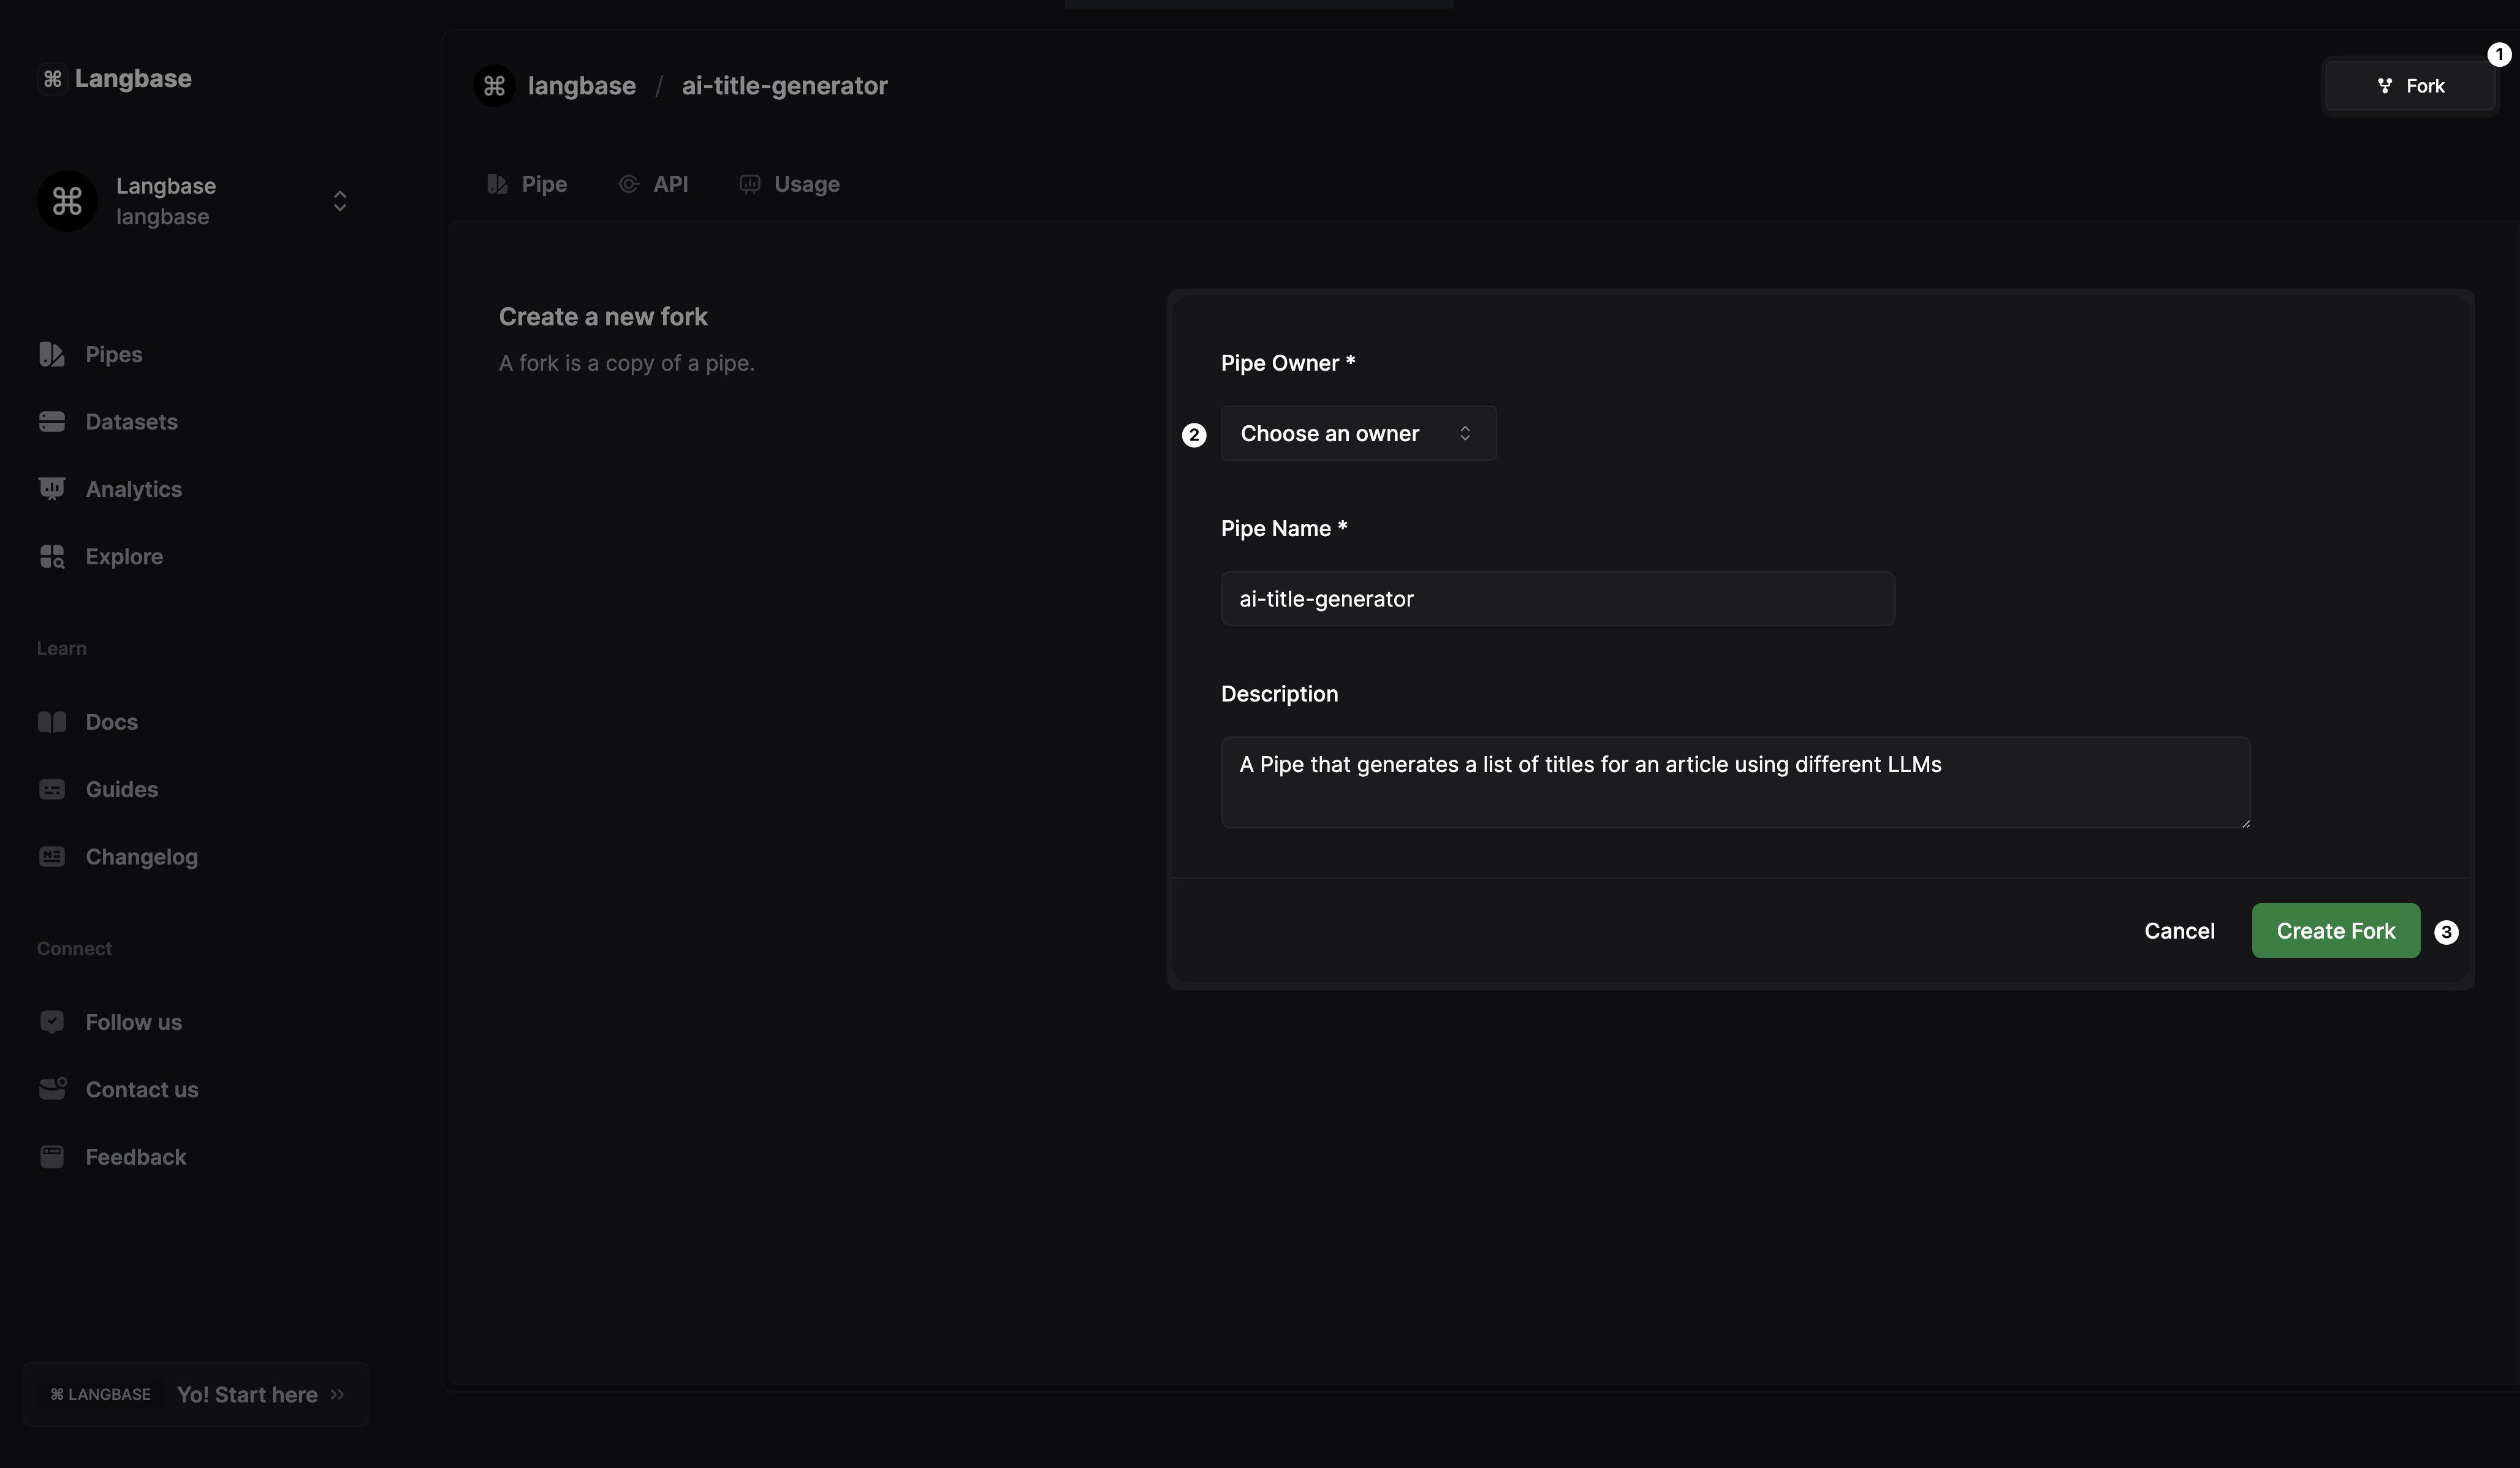 Langbase
Langbase
langbase
Pipes
Datasets
Analytics
Explore
Learn
Docs
Guides
Changelog
Connect
Follow us
Contact us
Feedback
⌘ LANGBASE Yo! Start here
langbase / ai-title-generator
1
Fork
Pipe API Usage
Create a new fork
A fork is a copy of a pipe.
Pipe Owner *
2 Choose an owner
Pipe Name *
ai-title-generator
Description
A Pipe that generates a list of titles for an article using different LLMs
Cancel Create Fork 3